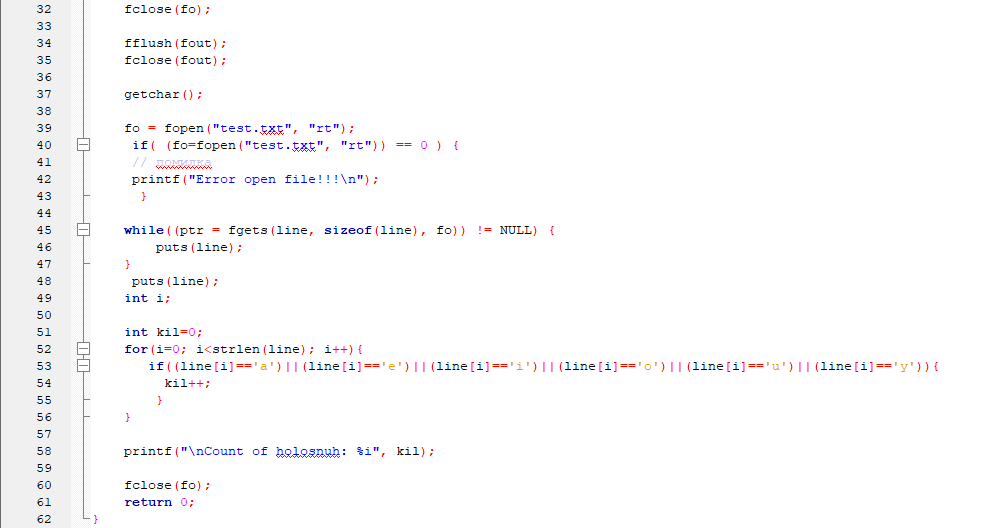 32 fclose(fo);
33
34 fflush(fout);
35 fclose(fout);
36
37 getchar();
38
39 fo = fopen("test.txt", "rt");
40 if( (fo=fopen("test.txt", "rt")) == 0 ) {
41 // помилка
42 printf("Error open file!!!\n");
43 }
44
45 while((ptr = fgets(line, sizeof(line), fo)) != NULL) {
46 puts(line);
47 }
48 puts(line);
49 int i;
50
51 int kil=0;
52 for(i=0; i<strlen(line); i++){
53 if((line[i]=='a')||(line[i]=='e')||(line[i]=='i')||(line[i]=='o')||(line[i]=='u')||(line[i]=='y')){
54 kil++;
55 }
56 }
57
58 printf("\nCount of holosnuh: %i", kil);
59
60 fclose(fo);
61 return 0;
62 }